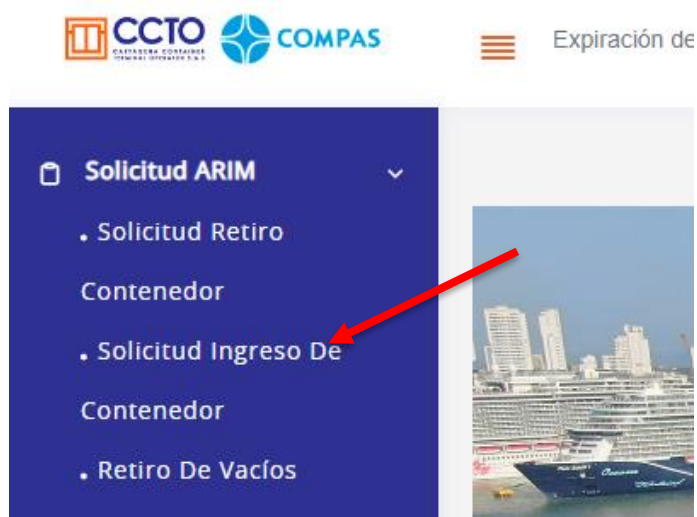 CCTO
CARTAGENA CONTAINER
TERMINAL OPERATOR S.A.S
COMPAS
Expiración de
Solicitud ARIM
. Solicitud Retiro
Contenedor
. Solicitud Ingreso De
Contenedor
. Retiro De Vacíos